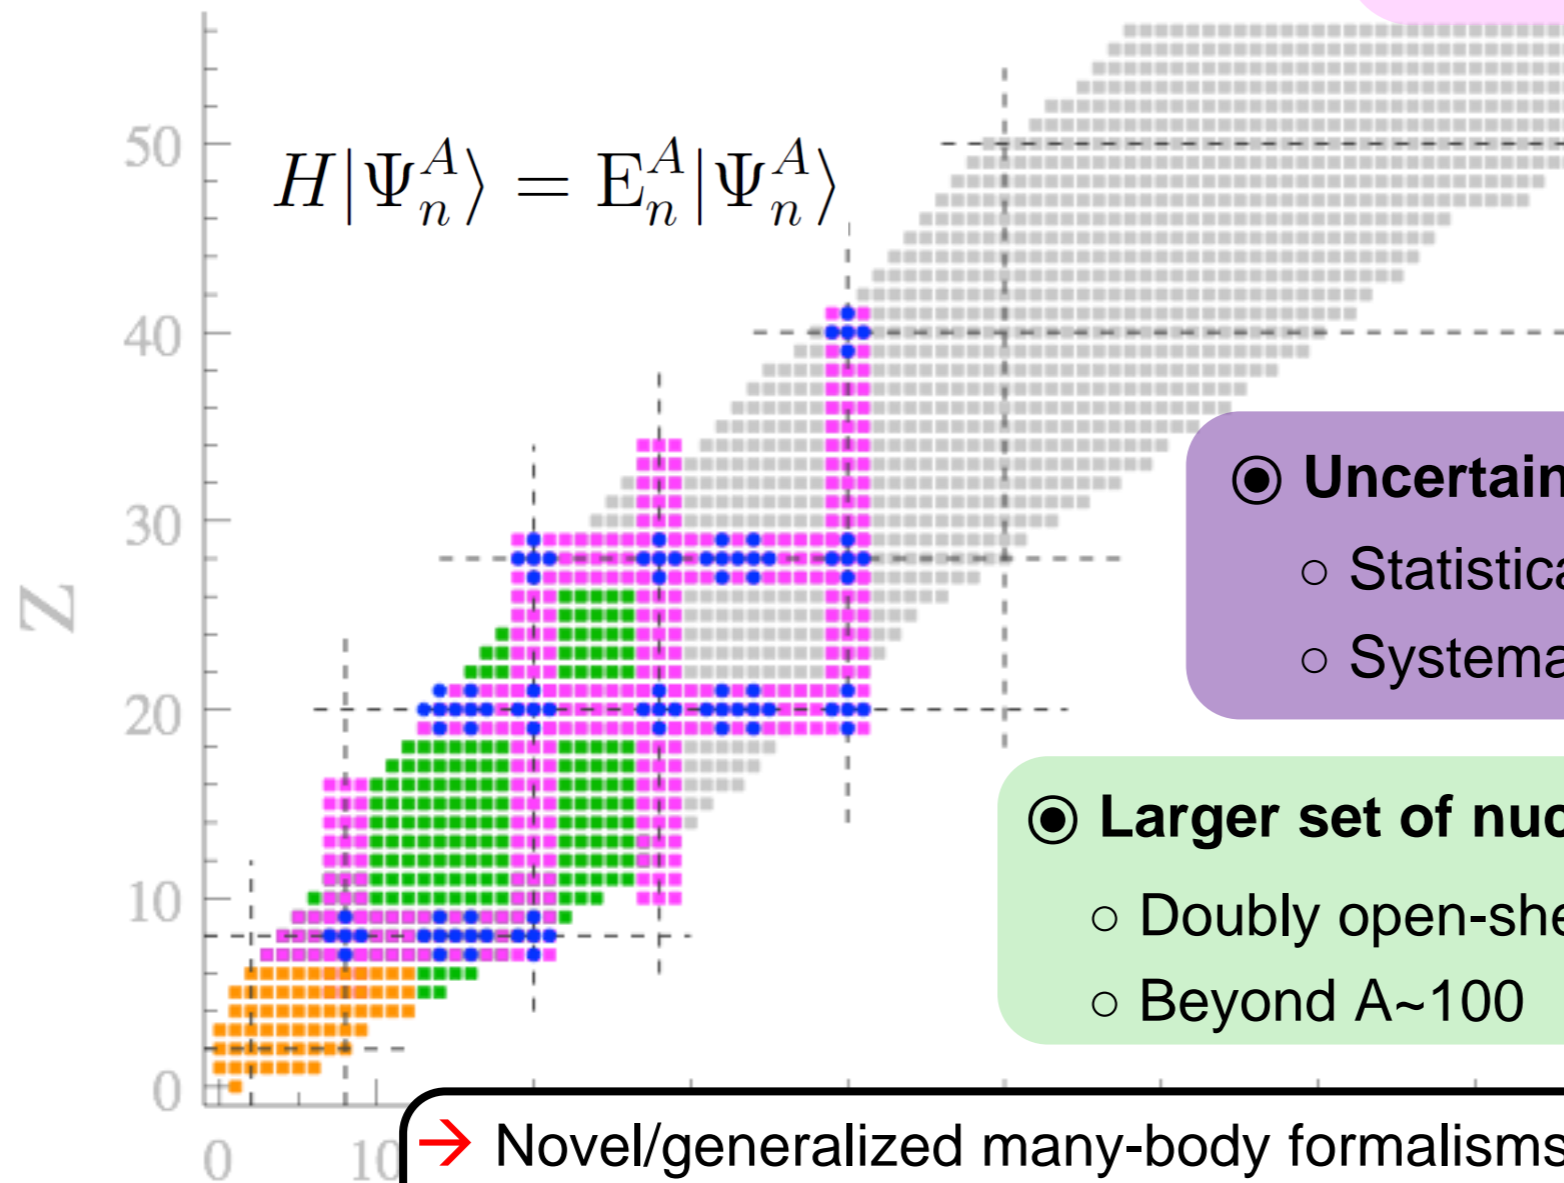 50
H|Ψ_n^A⟩ = E_n^A|Ψ_n^A⟩
40
30
Z
20
10
0
0
10
⦿ Uncertain
○ Statistica
○ Systema
⦿ Larger set of nuc
○ Doubly open-she
○ Beyond A~100
→ Novel/generalized many-body formalisms